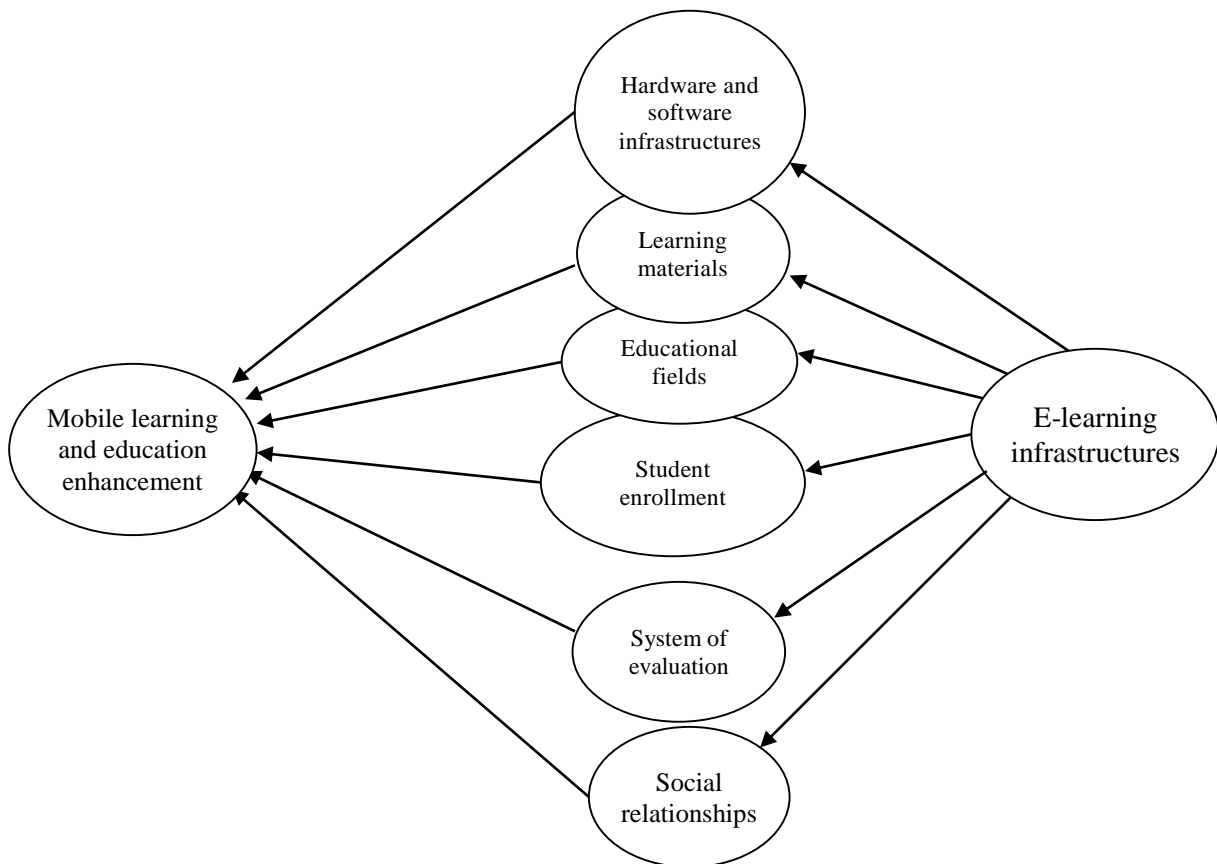 Hardware and
software
infrastructures
Learning
materials
Educational
fields
Student
enrollment
System of
evaluation
Social
relationships
Mobile learning
and education
enhancement
E-learning
infrastructures